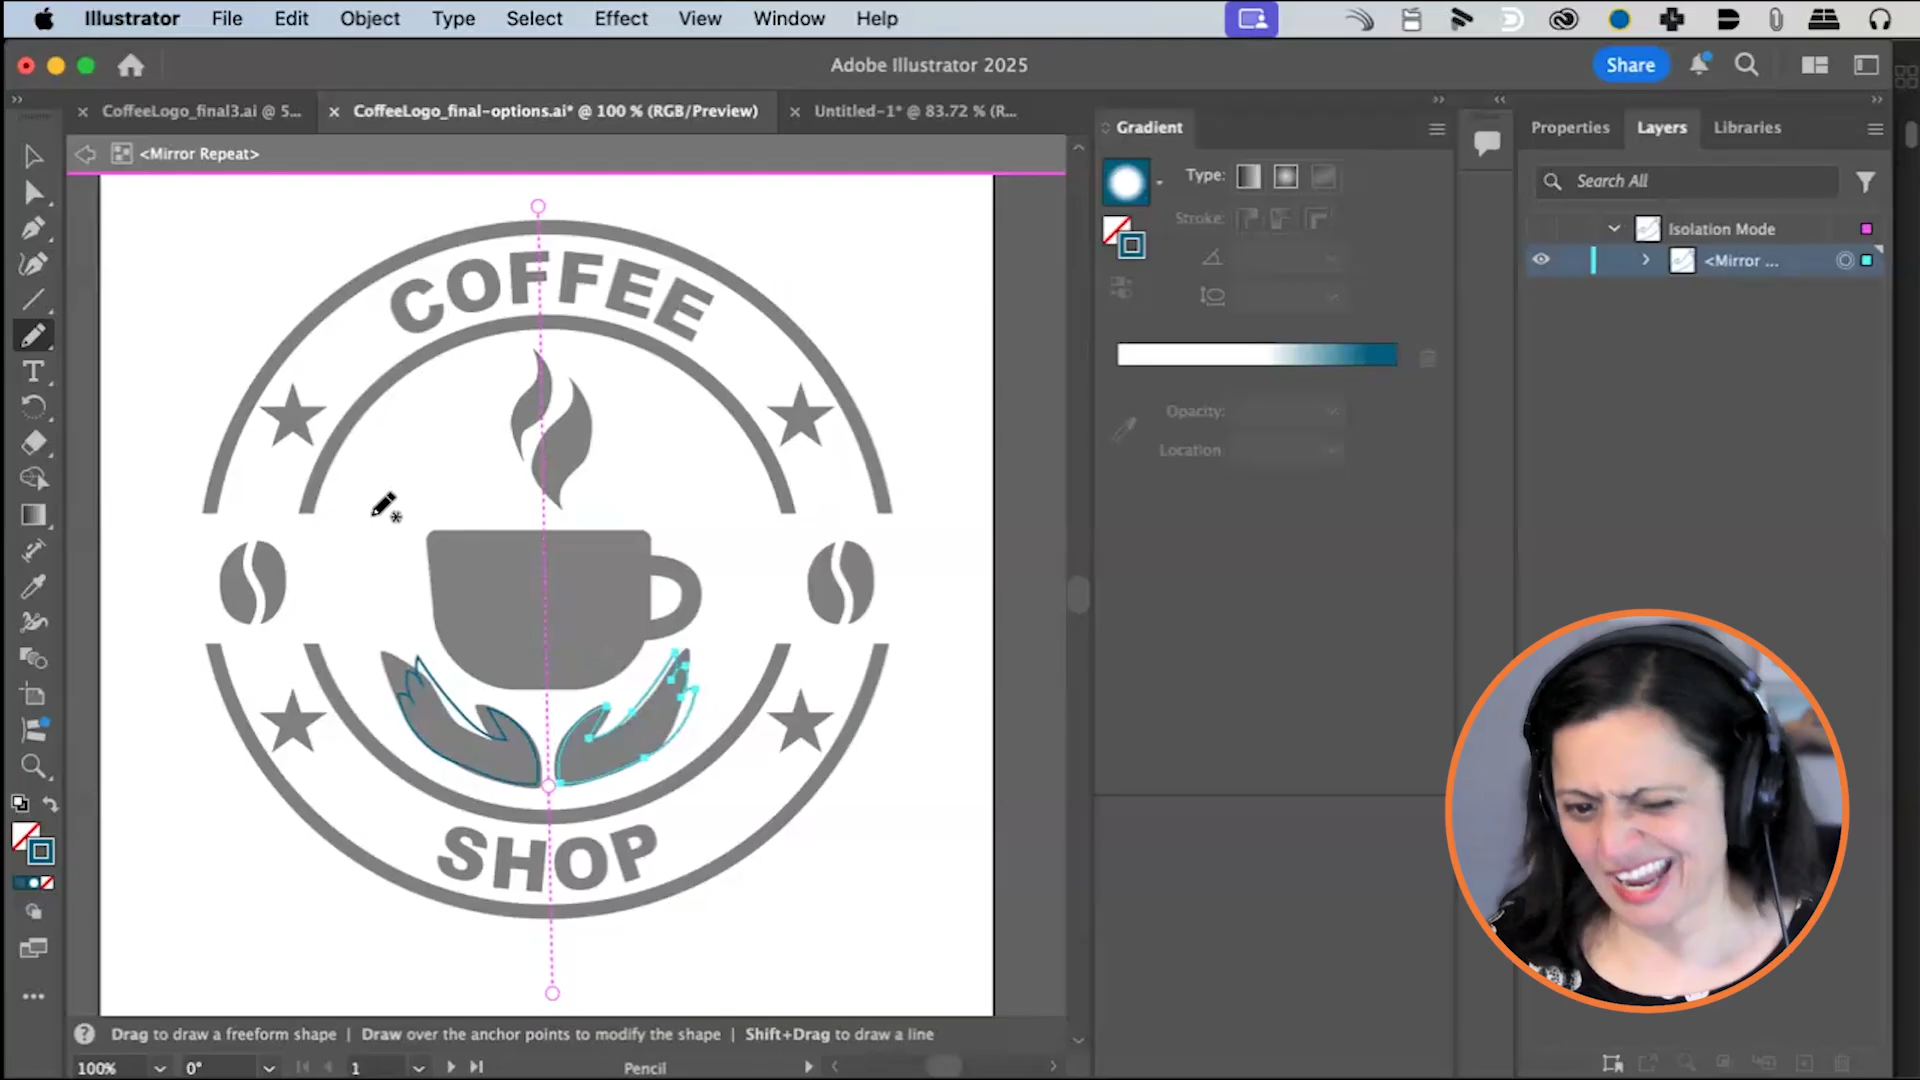 Illustrator File Edit Object Type Select Effect View Window Help
Adobe Illustrator 2025
Share
CoffeeLogo_final3.ai @ 5...
CoffeeLogo_final-options.ai* @ 100 % (RGB/Preview)
Untitled-1* @ 83.72 % (R...
<Mirror Repeat>
Gradient
Type:
Stroke:
Opacity:
Location
Properties
Layers
Libraries
Search All
Isolation Mode
<Mirror ...
COFFEE
SHOP
Drag to draw a freeform shape | Draw over the anchor points to modify the shape | Shift+Drag to draw a line
100%
0°
1
Pencil